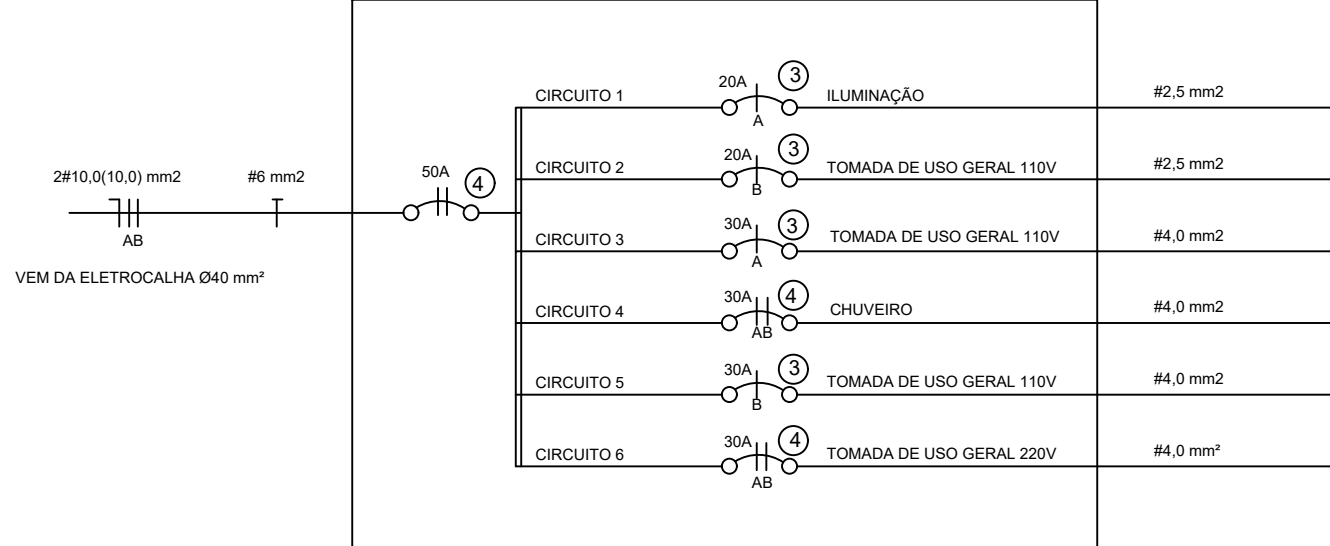 20A
3
CIRCUITO 1
ILUMINAÇÃO
#2,5 mm2
A
20A
3
CIRCUITO 2
TOMADA DE USO GERAL 110V
#2,5 mm2
B
2#10,0(10,0) mm2
#6 mm2
50A
4
AB
30A
3
CIRCUITO 3
TOMADA DE USO GERAL 110V
#4,0 mm2
A
VEM DA ELETROCALHA Ø40 mm²
30A
4
CIRCUITO 4
CHUVEIRO
#4,0 mm2
AB
30A
3
CIRCUITO 5
TOMADA DE USO GERAL 110V
#4,0 mm2
B
30A
4
CIRCUITO 6
TOMADA DE USO GERAL 220V
#4,0 mm²
AB